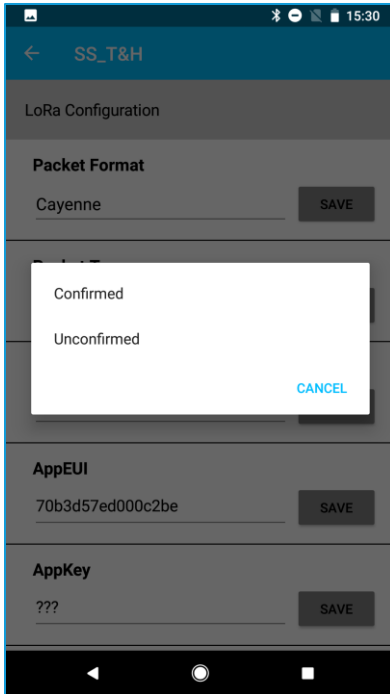 15:30
SS_T&H
LoRa Configuration
Packet Format
Cayenne
SAVE
Confirmed
Unconfirmed
CANCEL
AppEUI
70b3d57ed000c2be
SAVE
AppKey
???
SAVE